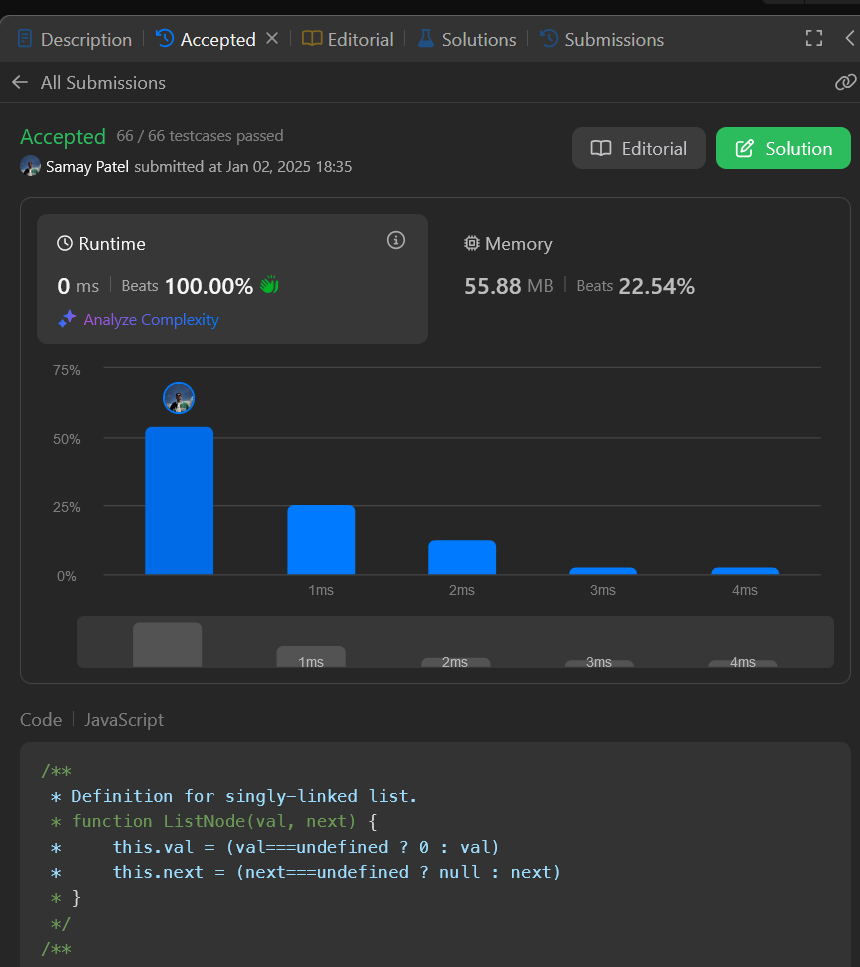 Description
Accepted
Editorial
Solutions
Submissions
All Submissions
Accepted 66 / 66 testcases passed
Samay Patel submitted at Jan 02, 2025 18:35
Editorial
Solution
Runtime
0 ms Beats 100.00%
Analyze Complexity
Memory
55.88 MB Beats 22.54%
75%
50%
25%
0%
1ms 2ms 3ms 4ms
1ms 2ms 3ms 4ms
Code JavaScript
/**
 * Definition for singly-linked list.
 * function ListNode(val, next) {
 *     this.val = (val===undefined ? 0 : val)
 *     this.next = (next===undefined ? null : next)
 * }
 */
/**